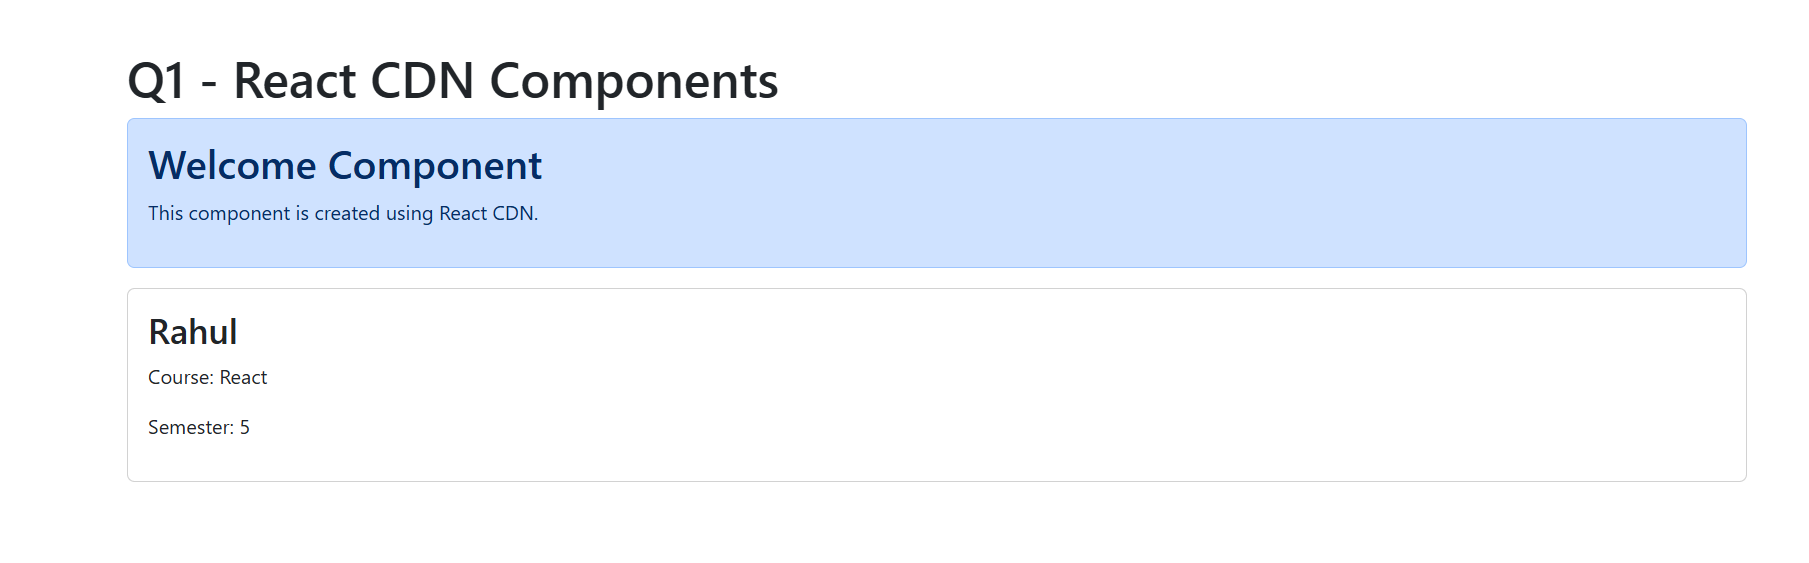 Q1 - React CDN Components
Welcome Component
This component is created using React CDN.
Rahul
Course: React
Semester: 5